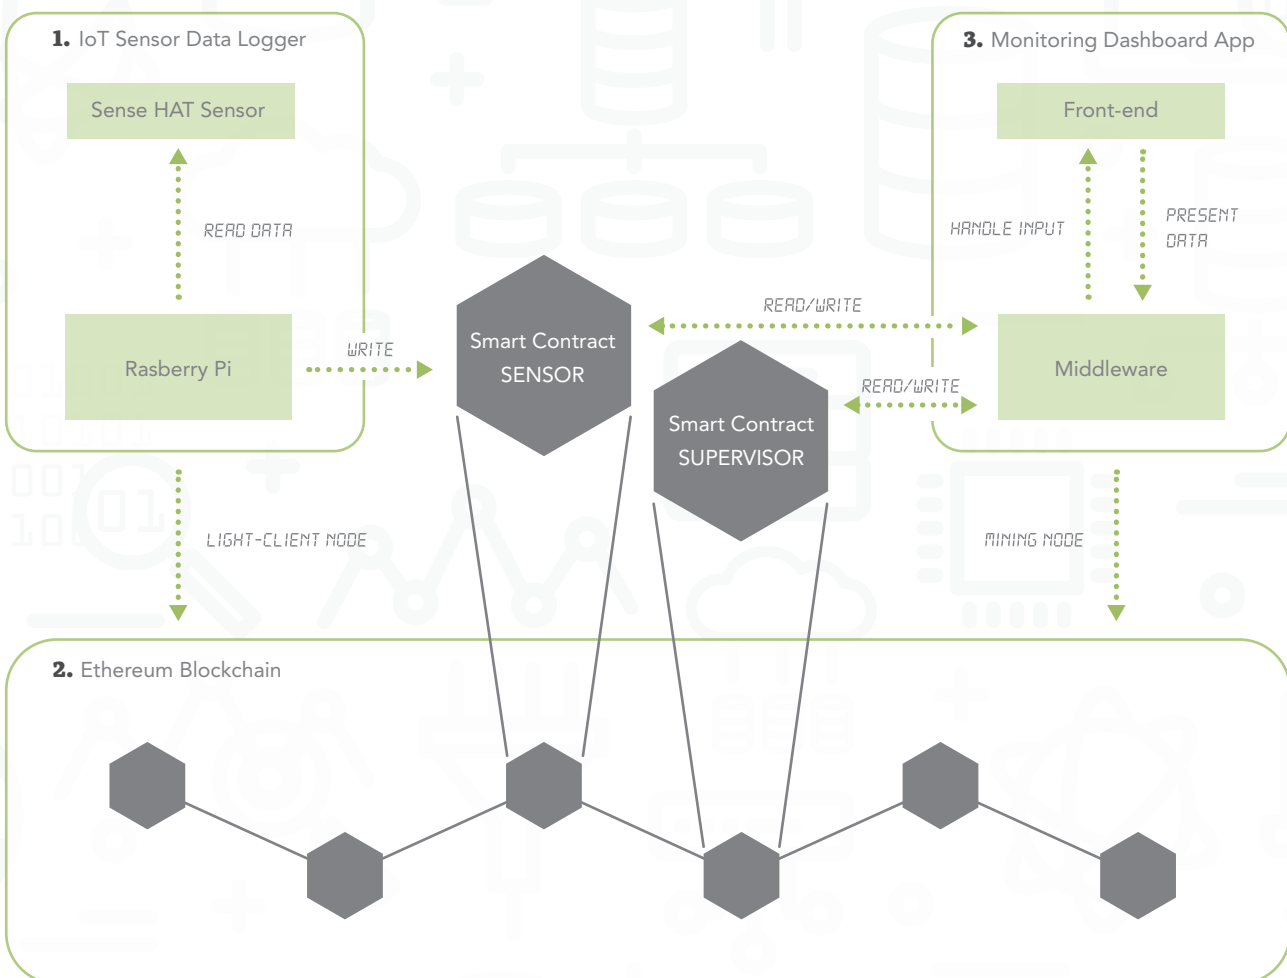 1. IoT Sensor Data Logger
Sense HAT Sensor
READ DATA
Rasberry Pi
WRITE
LIGHT-CLIENT NODE
Smart Contract
SENSOR
Smart Contract
SUPERVISOR
READ/WRITE
READ/WRITE
3. Monitoring Dashboard App
Front-end
HANDLE INPUT
PRESENT
DATA
Middleware
MINING NODE
2. Ethereum Blockchain